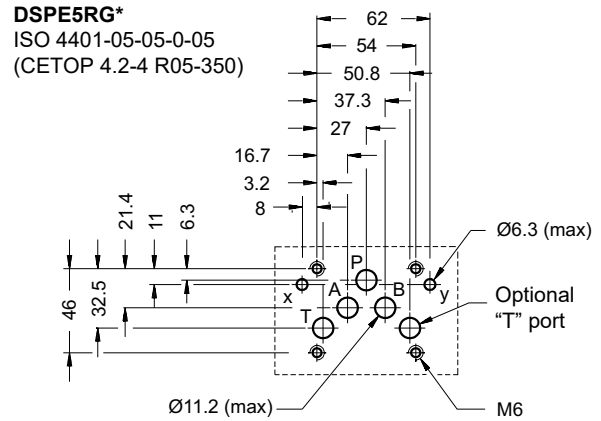 DSPE5RG*
ISO 4401-05-05-0-05
(CETOP 4.2-4 R05-350)
62
54
50.8
37.3
27
16.7
3.2
8
21.4
11
6.3
46
32.5
Ø6.3 (max)
P
x
A
B
y
T
Optional
“T” port
Ø11.2 (max)
M6